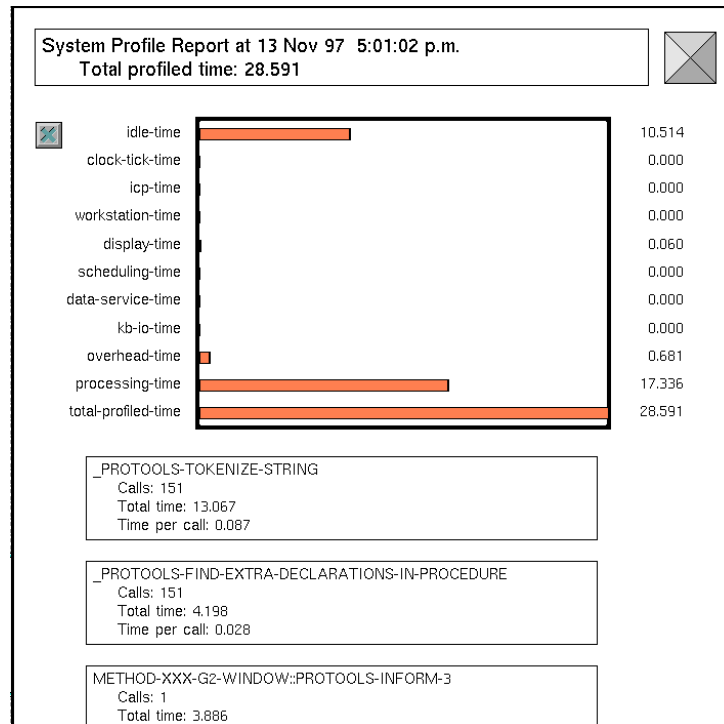 System Profile Report at 13 Nov 97 5:01:02 p.m.
Total profiled time: 28.591
idle-time 10.514
clock-tick-time 0.000
icp-time 0.000
workstation-time 0.000
display-time 0.060
scheduling-time 0.000
data-service-time 0.000
kb-io-time 0.000
overhead-time 0.681
processing-time 17.336
total-profiled-time 28.591
_PROTOOLS-TOKENIZE-STRING
Calls: 151
Total time: 13.067
Time per call: 0.087
_PROTOOLS-FIND-EXTRA-DECLARATIONS-IN-PROCEDURE
Calls: 151
Total time: 4.198
Time per call: 0.028
METHOD-XXX-G2-WINDOW::PROTOOLS-INFORM-3
Calls: 1
Total time: 3.886